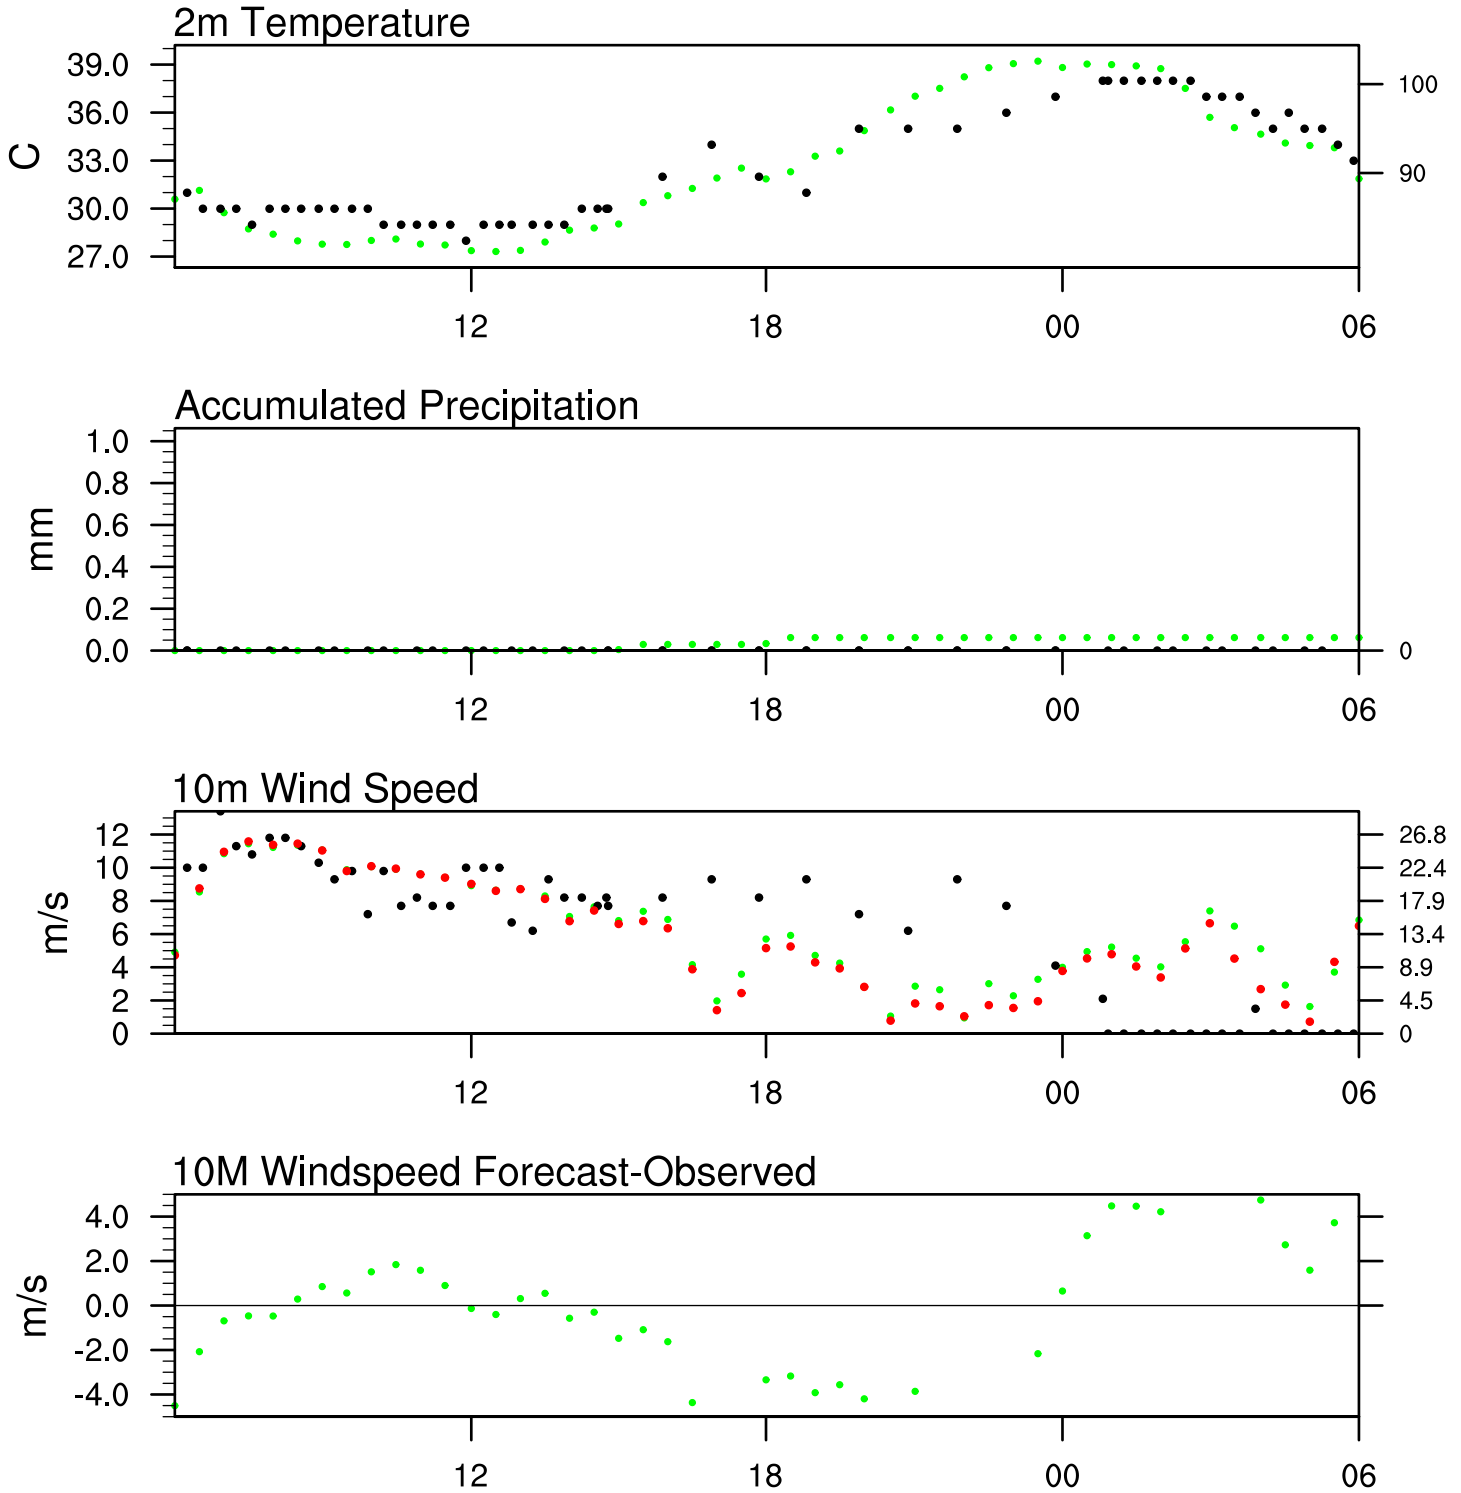 2m Temperature
39.0
36.0
33.0
30.0
27.0
C
100
90
12 18 00 06
Accumulated Precipitation
1.0
0.8
0.6
0.4
0.2
0.0
mm
0
12 18 00 06
10m Wind Speed
12
10
8
6
4
2
0
m/s
26.8
22.4
17.9
13.4
8.9
4.5
0
12 18 00 06
10M Windspeed Forecast-Observed
4.0
2.0
0.0
-2.0
-4.0
m/s
12 18 00 06